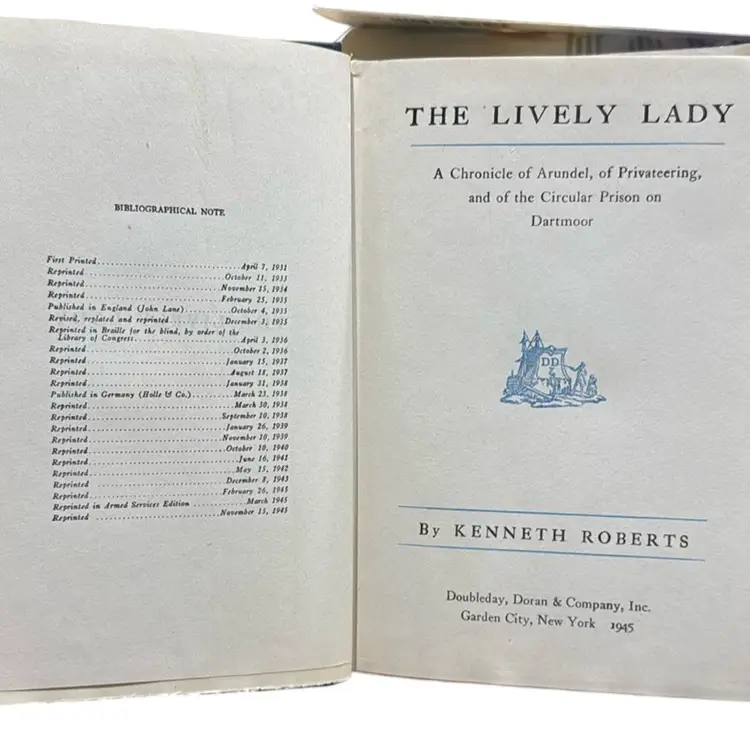 BIBLIOGRAPHICAL NOTE
First Printed..............................April 7, 1931
Reprinted..............................October 11, 1933
Reprinted..............................November 15, 1934
Reprinted..............................February 25, 1935
Published in England (John Lane)..........October 4, 1935
Revised, replated and reprinted..........December 3, 1935
Reprinted in Braille for the blind, by order of the
Library of Congress....................April 3, 1936
Reprinted..............................October 2, 1936
Reprinted..............................January 15, 1937
Reprinted..............................August 18, 1937
Reprinted..............................January 31, 1938
Published in Germany (Holle & Co.)........March 23, 1938
Reprinted..............................March 30, 1938
Reprinted..............................September 10, 1938
Reprinted..............................January 26, 1939
Reprinted..............................November 10, 1939
Reprinted..............................October 10, 1940
Reprinted..............................June 16, 1941
Reprinted..............................May 15, 1942
Reprinted ..............................December 8, 1943
Reprinted..............................February 26, 1945
Reprinted in Armed Services Edition ..........March 1945
Reprinted ..............................November 15, 1945
THE LIVELY LADY
A Chronicle of Arundel, of Privateering,
and of the Circular Prison on
Dartmoor
DD
&
By KENNETH ROBERTS
Doubleday, Doran & Company, Inc.
Garden City, New York 1945